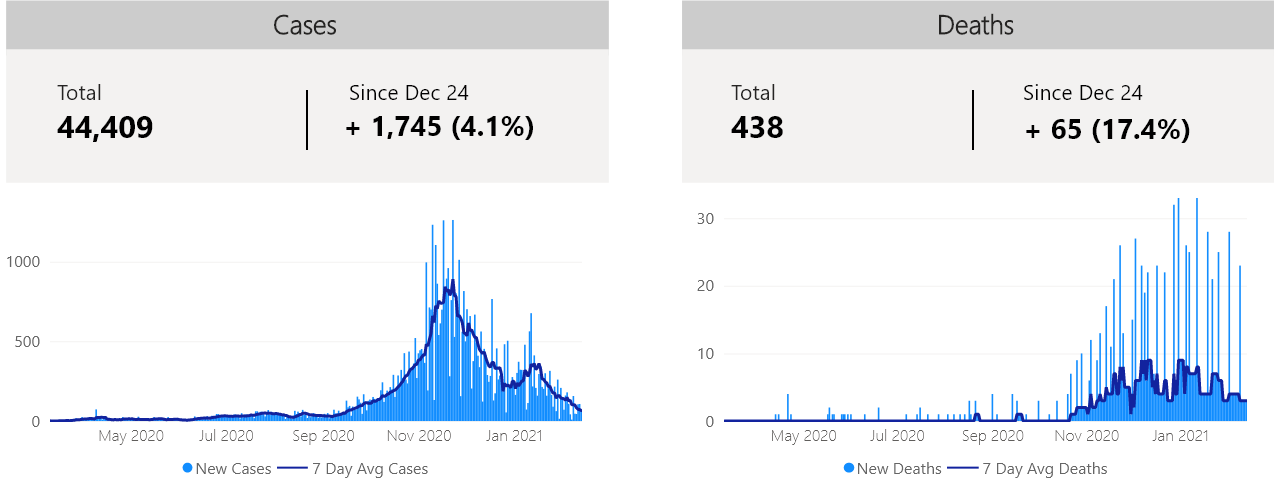 Cases
Total
Since Dec 24
44,409
+ 1,745 (4.1%)
1000
500
0
May 2020 Jul 2020 Sep 2020 Nov 2020 Jan 2021
New Cases 7 Day Avg Cases
Deaths
Total
Since Dec 24
438
+ 65 (17.4%)
30
20
10
0
May 2020 Jul 2020 Sep 2020 Nov 2020 Jan 2021
New Deaths 7 Day Avg Deaths